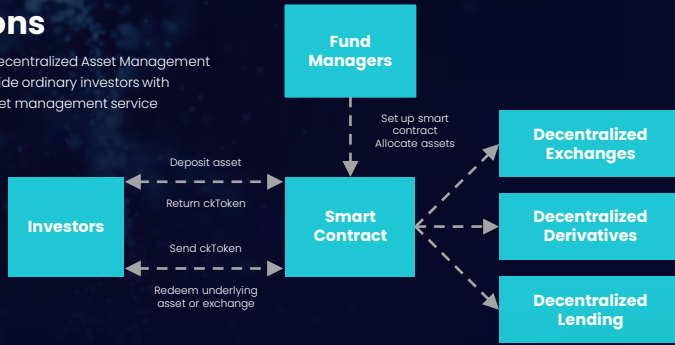 ons
ecentralized Asset Management
ide ordinary investors with
et management service
Fund
Managers
Set up smart
contract
Allocate assets
Deposit asset
Return ckToken
Investors
Smart
Contract
Send ckToken
Redeem underlying
asset or exchange
Decentralized
Exchanges
Decentralized
Derivatives
Decentralized
Lending